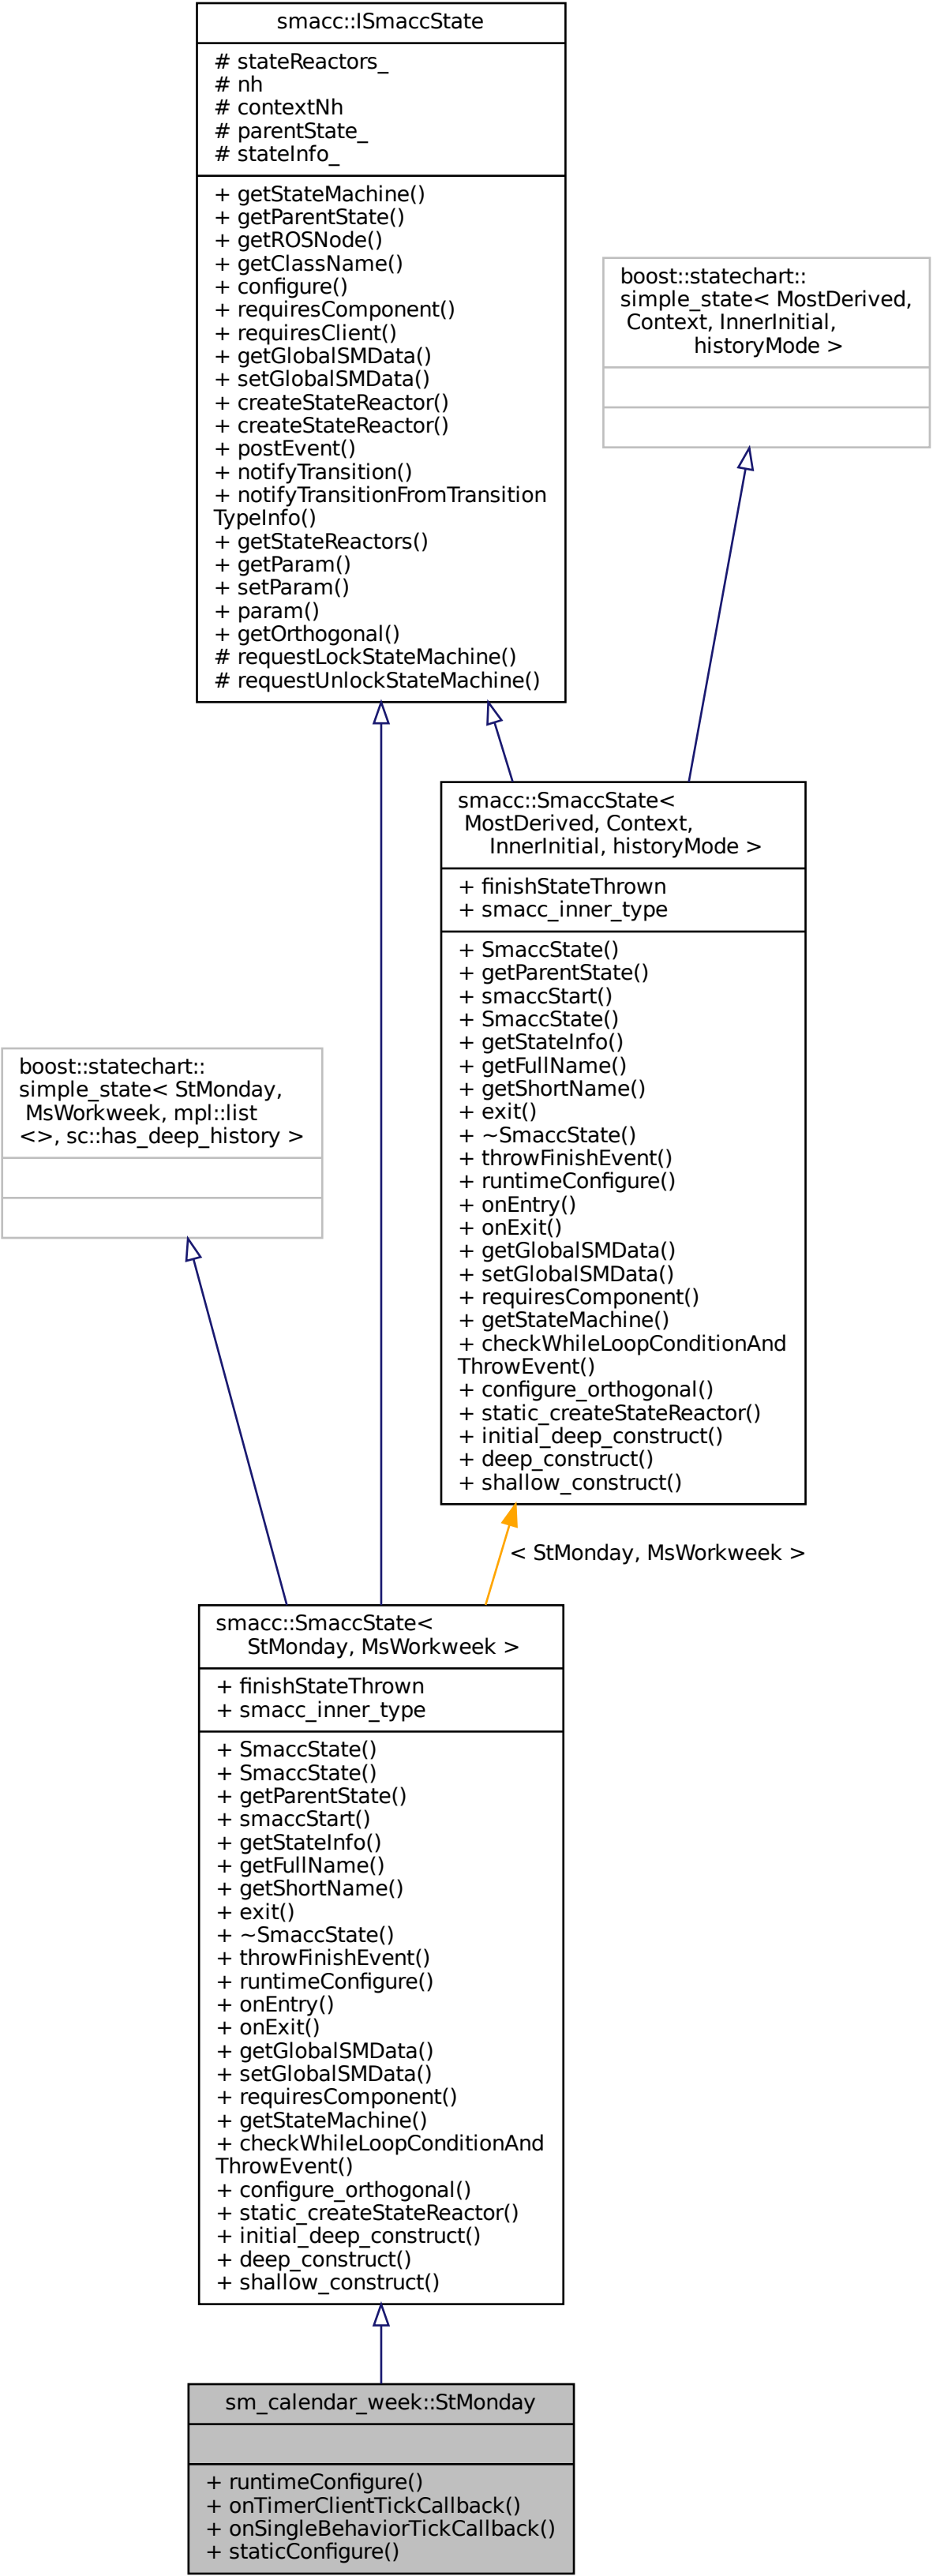 smacc::ISmaccState
# stateReactors_
# nh
# contextNh
# parentState_
# stateInfo_
+ getStateMachine()
+ getParentState()
+ getROSNode()
+ getClassName()
+ configure()
+ requiresComponent()
+ requiresClient()
+ getGlobalSMData()
+ setGlobalSMData()
+ createStateReactor()
+ createStateReactor()
+ postEvent()
+ notifyTransition()
+ notifyTransitionFromTransition
TypeInfo()
+ getStateReactors()
+ getParam()
+ setParam()
+ param()
+ getOrthogonal()
# requestLockStateMachine()
# requestUnlockStateMachine()
boost::statechart::
simple_state< MostDerived,
Context, InnerInitial,
historyMode >
smacc::SmaccState<
MostDerived, Context,
InnerInitial, historyMode >
+ finishStateThrown
+ smacc_inner_type
+ SmaccState()
+ getParentState()
+ smaccStart()
+ SmaccState()
+ getStateInfo()
+ getFullName()
+ getShortName()
+ exit()
+ ~SmaccState()
+ throwFinishEvent()
+ runtimeConfigure()
+ onEntry()
+ onExit()
+ getGlobalSMData()
+ setGlobalSMData()
+ requiresComponent()
+ getStateMachine()
+ checkWhileLoopConditionAnd
ThrowEvent()
+ configure_orthogonal()
+ static_createStateReactor()
+ initial_deep_construct()
+ deep_construct()
+ shallow_construct()
boost::statechart::
simple_state< StMonday,
MsWorkweek, mpl::list
<>, sc::has_deep_history >
< StMonday, MsWorkweek >
smacc::SmaccState<
StMonday, MsWorkweek >
+ finishStateThrown
+ smacc_inner_type
+ SmaccState()
+ SmaccState()
+ getParentState()
+ smaccStart()
+ getStateInfo()
+ getFullName()
+ getShortName()
+ exit()
+ ~SmaccState()
+ throwFinishEvent()
+ runtimeConfigure()
+ onEntry()
+ onExit()
+ getGlobalSMData()
+ setGlobalSMData()
+ requiresComponent()
+ getStateMachine()
+ checkWhileLoopConditionAnd
ThrowEvent()
+ configure_orthogonal()
+ static_createStateReactor()
+ initial_deep_construct()
+ deep_construct()
+ shallow_construct()
sm_calendar_week::StMonday
+ runtimeConfigure()
+ onTimerClientTickCallback()
+ onSingleBehaviorTickCallback()
+ staticConfigure()